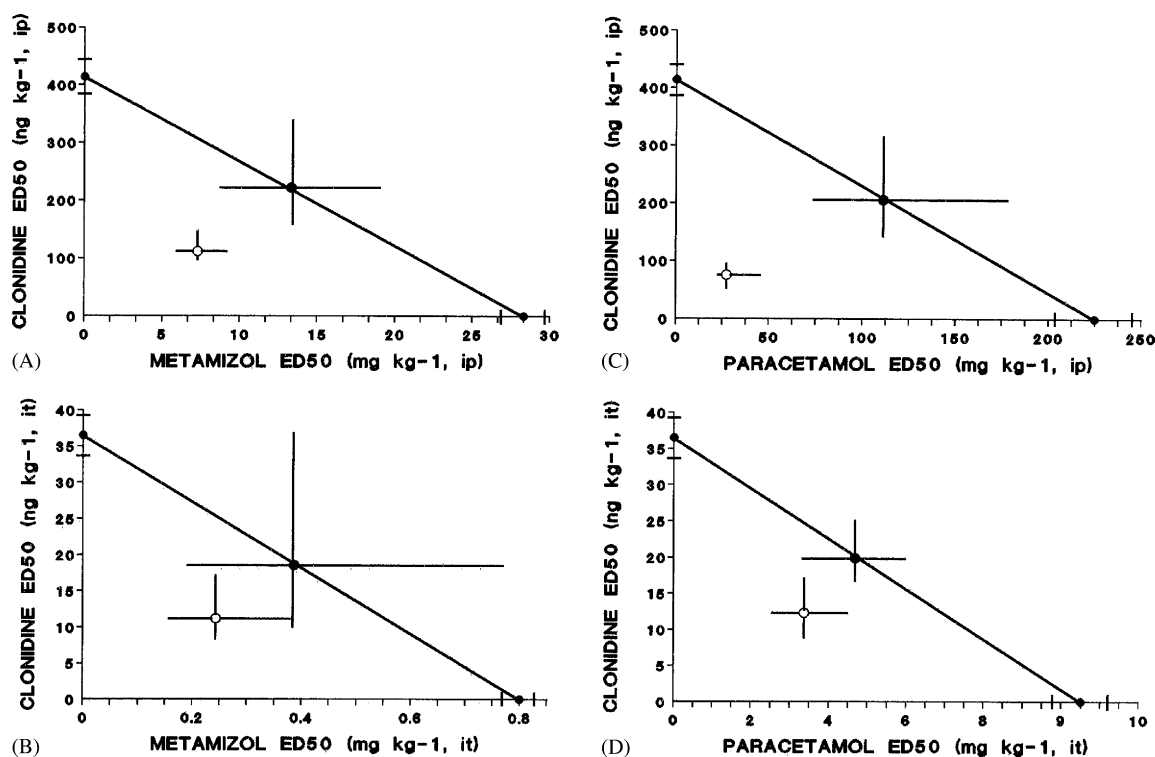 CLONIDINE ED50 (ng kg-1, ip)
500
400
300
200
100
0
0 5 10 15 20 25 30
(A) METAMIZOL ED50 (mg kg-1, ip)
CLONIDINE ED50 (ng kg-1, ip)
500
400
300
200
100
0
0 50 100 150 200 250
(C) PARACETAMOL ED50 (mg kg-1, ip)
CLONIDINE ED50 (ng kg-1, it)
40
35
30
25
20
15
10
5
0
0 0.2 0.4 0.6 0.8
(B) METAMIZOL ED50 (mg kg-1, it)
CLONIDINE ED50 (ng kg-1, it)
40
35
30
25
20
15
10
5
0
0 2 4 6 8 10
(D) PARACETAMOL ED50 (mg kg-1, it)